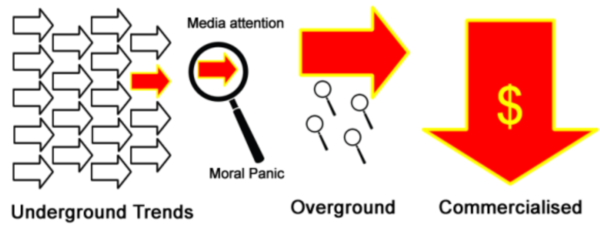 Media attention
$
Moral Panic
Underground Trends
Overground
Commercialised